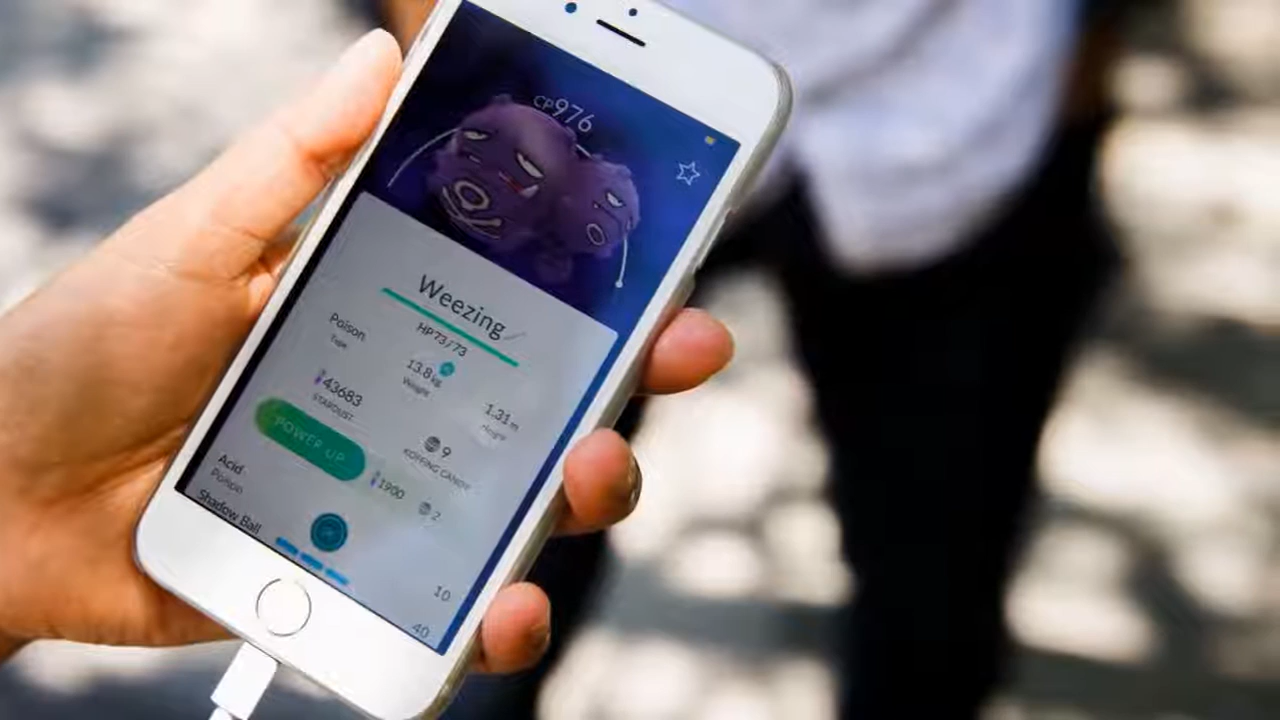 CP976
Weezing
HP73/73
Poison
Type
13.8kg
Weight
1.31m
Height
43683
STARDUST
9
KOFFING CANDY
POWER UP
1900
2
Acid
Poison
10
Shadow Ball
40